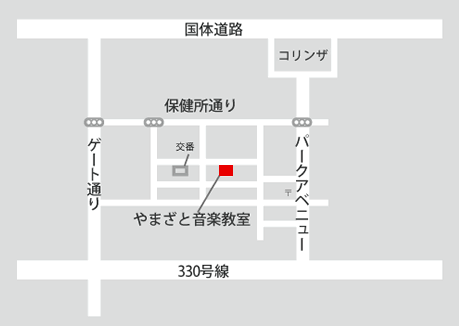 国体道路
コリンザ
保健所通り
交番
ゲート通り
パークアベニュー
〒
やまざと音楽教室
330号線